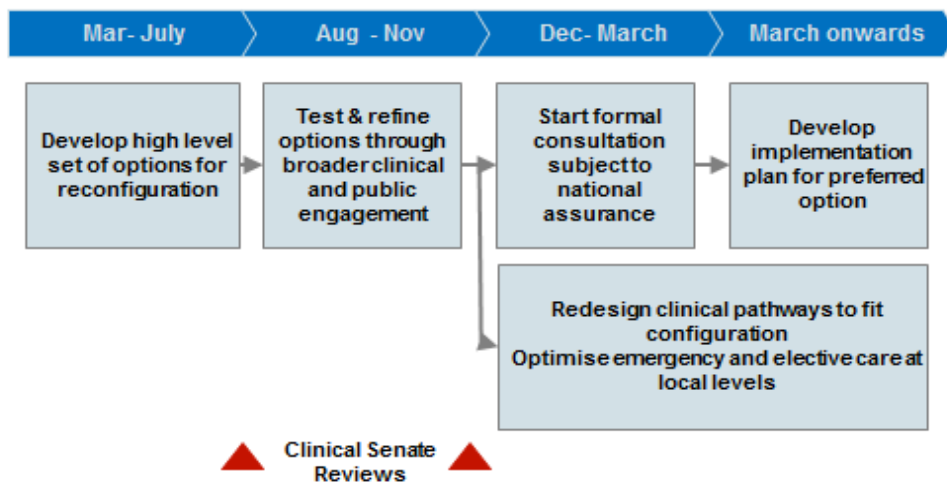 Mar- July
Aug - Nov
Dec- March
March onwards
Develop high level
set of options for
reconfiguration
Test & refine
options through
broader clinical
and public
engagement
Start formal
consultation
subject to
national
assurance
Develop
implementation
plan for preferred
option
Redesign clinical pathways to fit
configuration
Optimise emergency and elective care at
local levels
Clinical Senate
Reviews